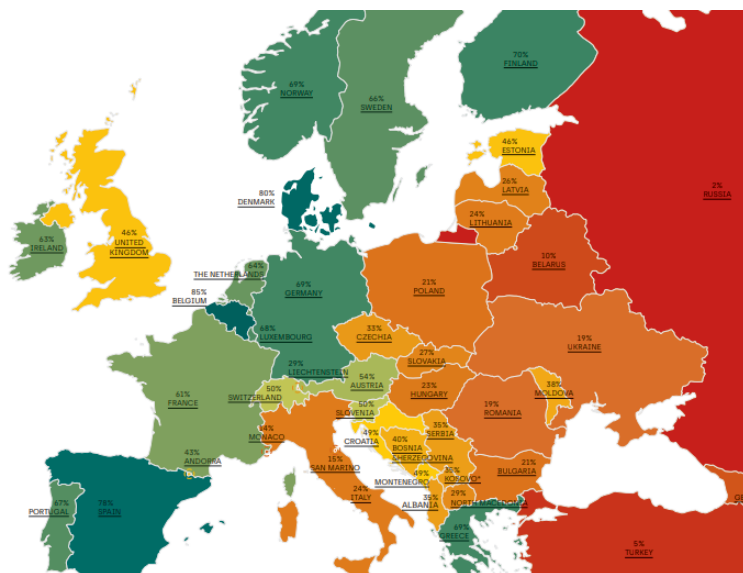 70%
FINLAND
69%
NORWAY
66%
SWEDEN
46%
ESTONIA
26%
LATVIA
2%
RUSSIA
80%
DENMARK
24%
LITHUANIA
63%
IRELAND
46%
UNITED
KINGDOM
10%
BELARUS
64%
THE NETHERLANDS
85%
BELGIUM
69%
GERMANY
21%
POLAND
68%
LUXEMBOURG
33%
CZECHIA
19%
UKRAINE
29%
LIECHTENSTEIN
27%
SLOVAKIA
54%
AUSTRIA
50%
SWITZERLAND
23%
HUNGARY
38%
MOLDOVA
61%
FRANCE
50%
SLOVENIA
19%
ROMANIA
14%
MONACO
49%
CROATIA
35%
SERBIA
40%
BOSNIA
&HERZEGOVINA
43%
ANDORRA
15%
SAN MARINO
49%
MONTENEGRO
KOSOVO*
21%
BULGARIA
67%
PORTUGAL
78%
SPAIN
24%
ITALY
35%
ALBANIA
29%
NORTH MACEDONIA
69%
GREECE
5%
TURKEY
GE